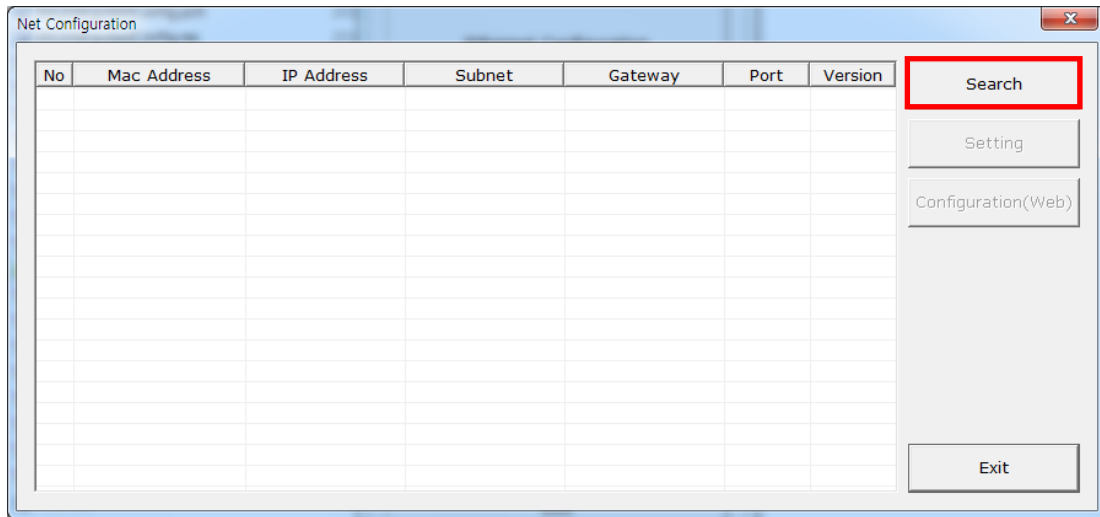 Net Configuration
No Mac Address IP Address Subnet Gateway Port Version
Search
Setting
Configuration(Web)
Exit